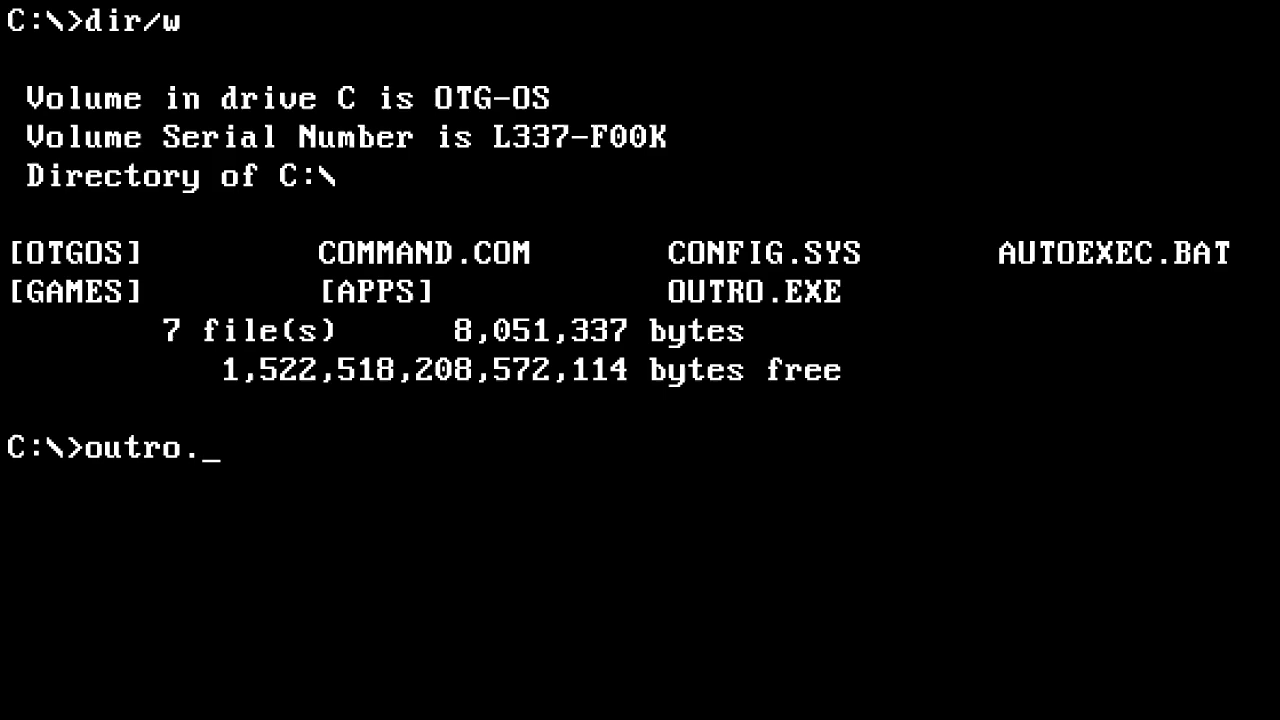 C:\>dir/w
Volume in drive C is OTG-OS
Volume Serial Number is L337-F00K
Directory of C:\
[OTGOS] COMMAND.COM CONFIG.SYS AUTOEXEC.BAT
[GAMES] [APPS] OUTRO.EXE
7 file(s) 8,051,337 bytes
1,522,518,208,572,114 bytes free
C:\>outro._